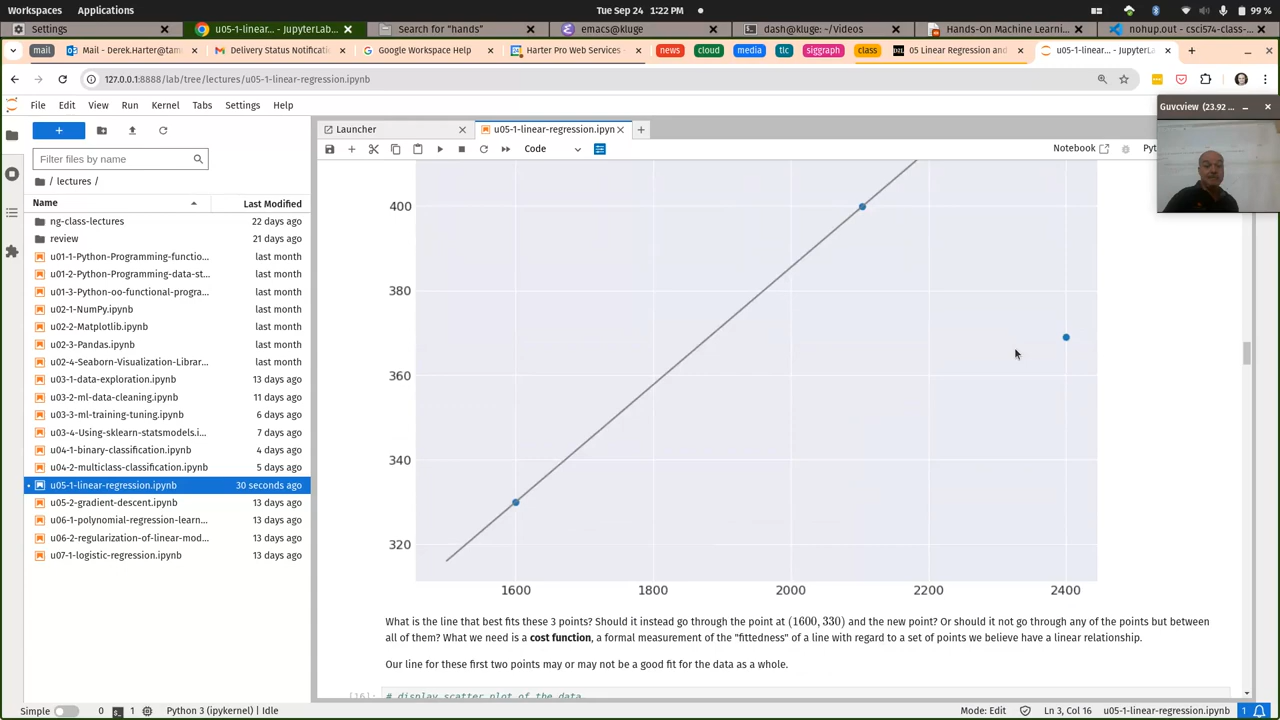 Workspaces Applications Tue Sep 24 1:22 PM 99 %
Settings u05-1-linear-regression... - JupyterLab Search for "hands" emacs@kluge dash@kluge: ~/Videos Hands-On Machine Learning nohup.out - csci574-class-
mail Mail - Derek.Harter@tam Delivery Status Notificati Google Workspace Help Harter Pro Web Services - news cloud media tlc siggraph class 05 Linear Regression and u05-1-linear... - JupyterL
127.0.0.1:8888/lab/tree/lectures/u05-1-linear-regression.ipynb
File Edit View Run Kernel Tabs Settings Help
Guvcview (23.92 ...
Launcher u05-1-linear-regression.ipyn
Code Notebook Pyt
Filter files by name
/ lectures /
Name Last Modified
ng-class-lectures 22 days ago
review 21 days ago
u01-1-Python-Programming-functio... last month
u01-2-Python-Programming-data-st... last month
u01-3-Python-oo-functional-progra... last month
u02-1-NumPy.ipynb last month
u02-2-Matplotlib.ipynb last month
u02-3-Pandas.ipynb last month
u02-4-Seaborn-Visualization-Librar... last month
u03-1-data-exploration.ipynb 13 days ago
u03-2-ml-data-cleaning.ipynb 11 days ago
u03-3-ml-training-tuning.ipynb 6 days ago
u03-4-Using-sklearn-statsmodels.i... 7 days ago
u04-1-binary-classification.ipynb 4 days ago
u04-2-multiclass-classification.ipynb 5 days ago
u05-1-linear-regression.ipynb 30 seconds ago
u05-2-gradient-descent.ipynb 13 days ago
u06-1-polynomial-regression-learn... 13 days ago
u06-2-regularization-of-linear-mod... 13 days ago
u07-1-logistic-regression.ipynb 13 days ago
400
380
360
340
320
1600 1800 2000 2200 2400
What is the line that best fits these 3 points? Should it instead go through the point at (1600, 330) and the new point? Or should it not go through any of the points but between
all of them? What we need is a cost function, a formal measurement of the "fittedness" of a line with regard to a set of points we believe have a linear relationship.
Our line for these first two points may or may not be a good fit for the data as a whole.
[16]: # display scatter plot of the data
Simple 0 1 Python 3 (ipykernel) | Idle Mode: Edit Ln 3, Col 16 u05-1-linear-regression.ipynb 1